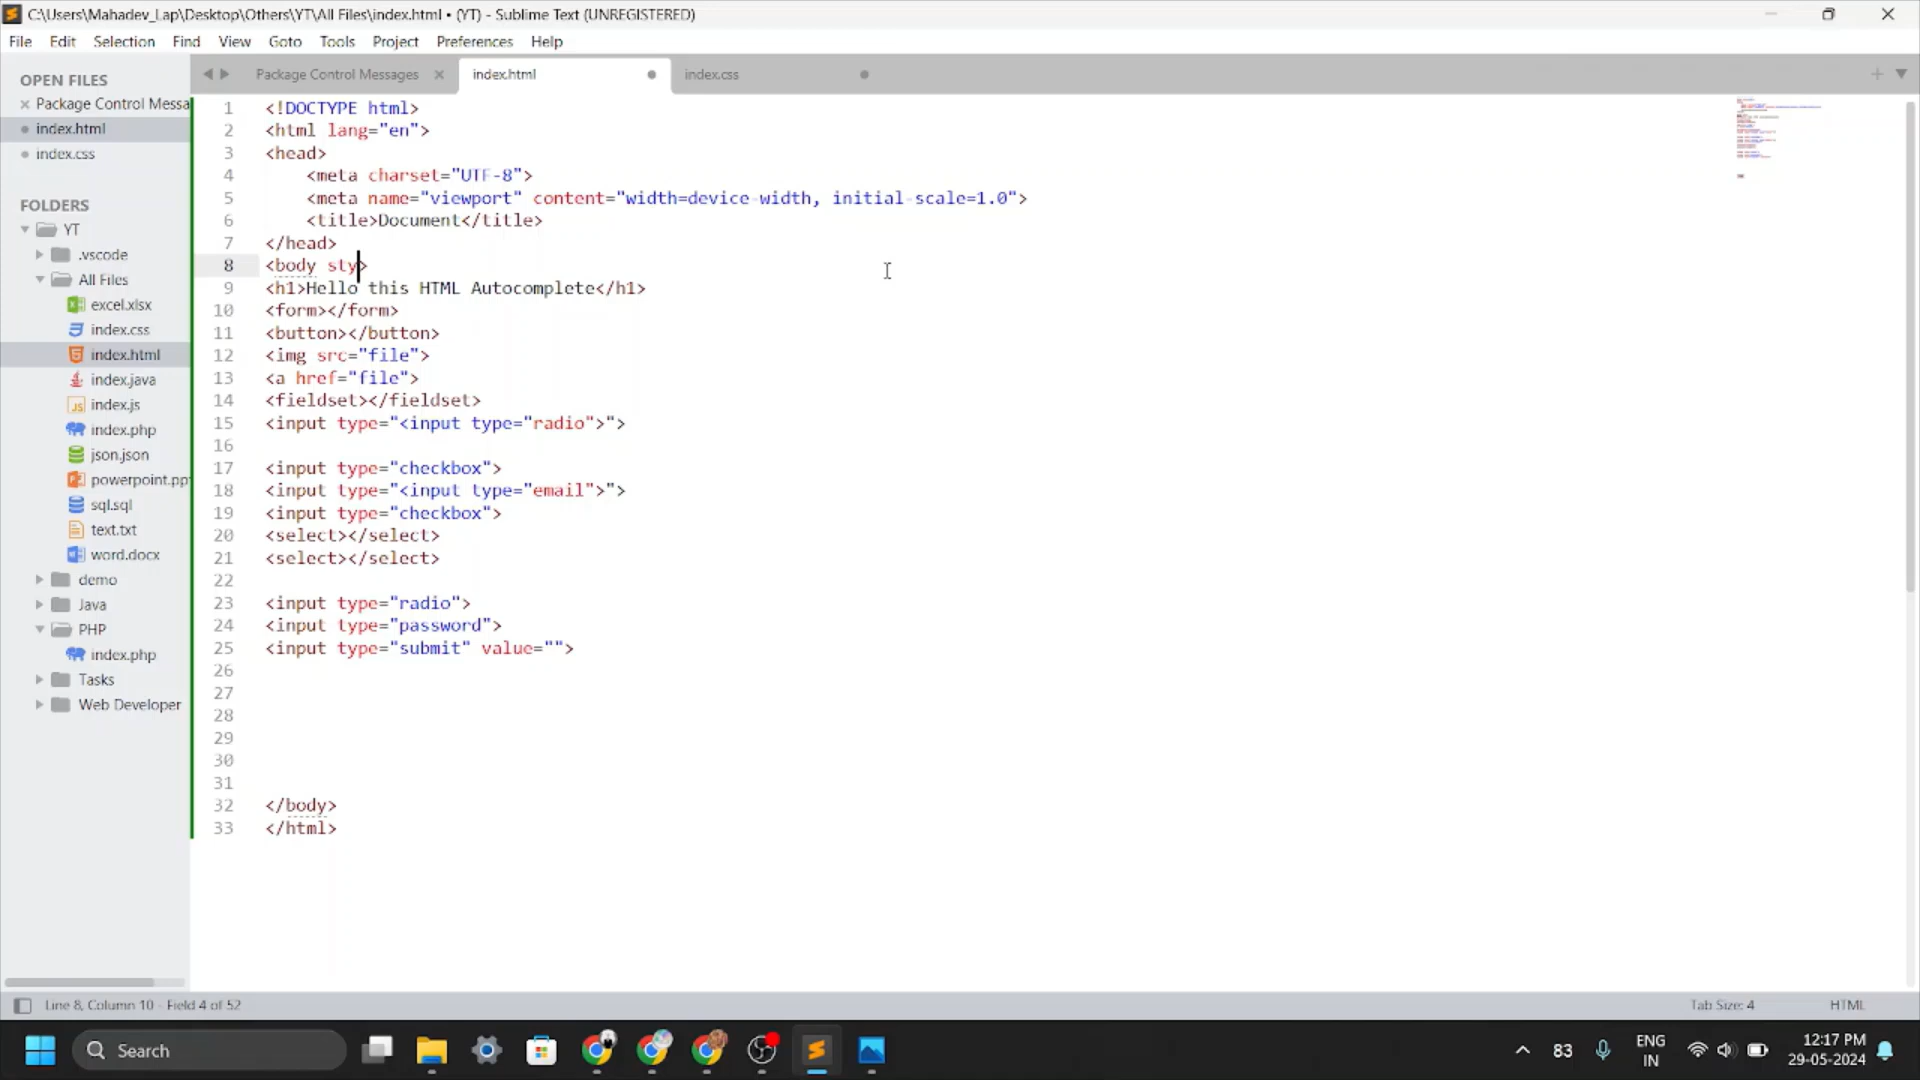 C:\Users\Mahadev_Lap\Desktop\Others\YT\All Files\index.html • (YT) - Sublime Text (UNREGISTERED)
File Edit Selection Find View Goto Tools Project Preferences Help
OPEN FILES
Package Control Messa
index.html
index.css
FOLDERS
YT
.vscode
All Files
excel.xlsx
index.css
index.html
index.java
index.js
index.php
json.json
powerpoint.pp
sql.sql
text.txt
word.docx
demo
Java
PHP
index.php
Tasks
Web Developer
Package Control Messages index.html index.css
1 <!DOCTYPE html>
2 <html lang="en">
3 <head>
4 <meta charset="UTF-8">
5 <meta name="viewport" content="width=device-width, initial-scale=1.0">
6 <title>Document</title>
7 </head>
8 <body sty>
9 <h1>Hello this HTML Autocomplete</h1>
10 <form></form>
11 <button></button>
12 <img src="file">
13 <a href="file">
14 <fieldset></fieldset>
15 <input type="<input type="radio">">
16
17 <input type="checkbox">
18 <input type="<input type="email">">
19 <input type="checkbox">
20 <select></select>
21 <select></select>
22
23 <input type="radio">
24 <input type="password">
25 <input type="submit" value="">
26
27
28
29
30
31
32 </body>
33 </html>
Line 8, Column 10 - Field 4 of 52 Tab Size: 4 HTML
Search
83
ENG
IN
12:17 PM
29-05-2024